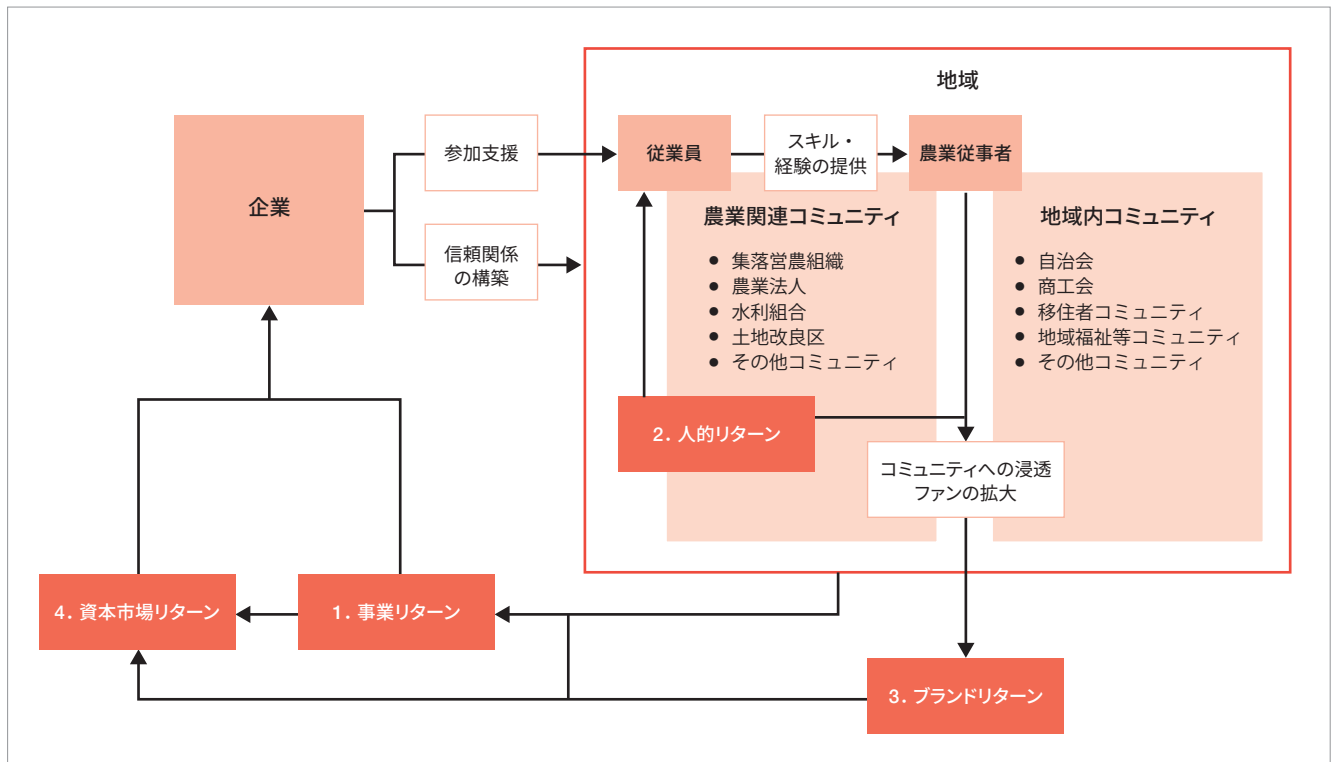 地域
企業
参加支援
信頼関係
の構築
従業員
スキル・
経験の提供
農業従事者
農業関連コミュニティ
● 集落営農組織
● 農業法人
● 水利組合
● 土地改良区
● その他コミュニティ
地域内コミュニティ
● 自治会
● 商工会
● 移住者コミュニティ
● 地域福祉等コミュニティ
● その他コミュニティ
2. 人的リターン
コミュニティへの浸透
ファンの拡大
4. 資本市場リターン
1. 事業リターン
3. ブランドリターン